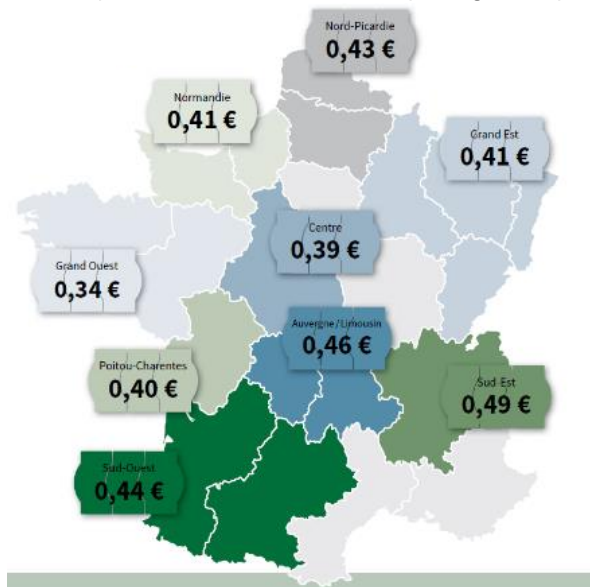 Nord-Picardie
0,43 €
Normandie
0,41 €
Grand Est
0,41 €
Centre
0,39 €
Grand Ouest
0,34 €
Auvergne/Limousin
0,46 €
Poitou-Charentes
0,40 €
Sud-Est
0,49 €
Sud-Ouest
0,44 €